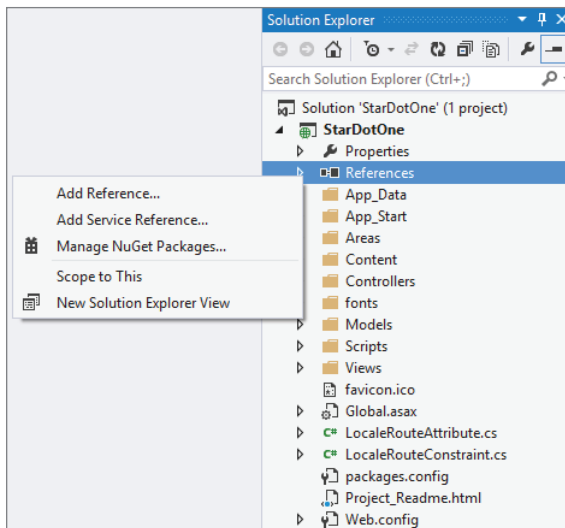 Solution Explorer
Search Solution Explorer (Ctrl+;)
Solution 'StarDotOne' (1 project)
StarDotOne
Properties
References
Add Reference...
Add Service Reference...
Manage NuGet Packages...
Scope to This
New Solution Explorer View
App_Data
App_Start
Areas
Content
Controllers
fonts
Models
Scripts
Views
favicon.ico
Global.asax
C# LocaleRouteAttribute.cs
C# LocaleRouteConstraint.cs
packages.config
Project_Readme.html
Web.config